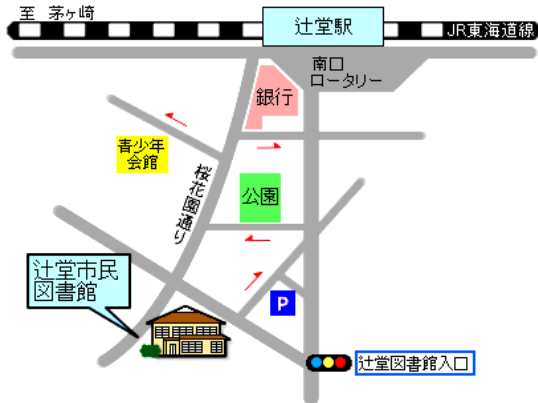 至 茅ヶ崎
辻堂駅
JR東海道線
南口
ロータリー
銀行
青少年
会館
桜花園通り
公園
辻堂市民
図書館
P
辻堂図書館入口